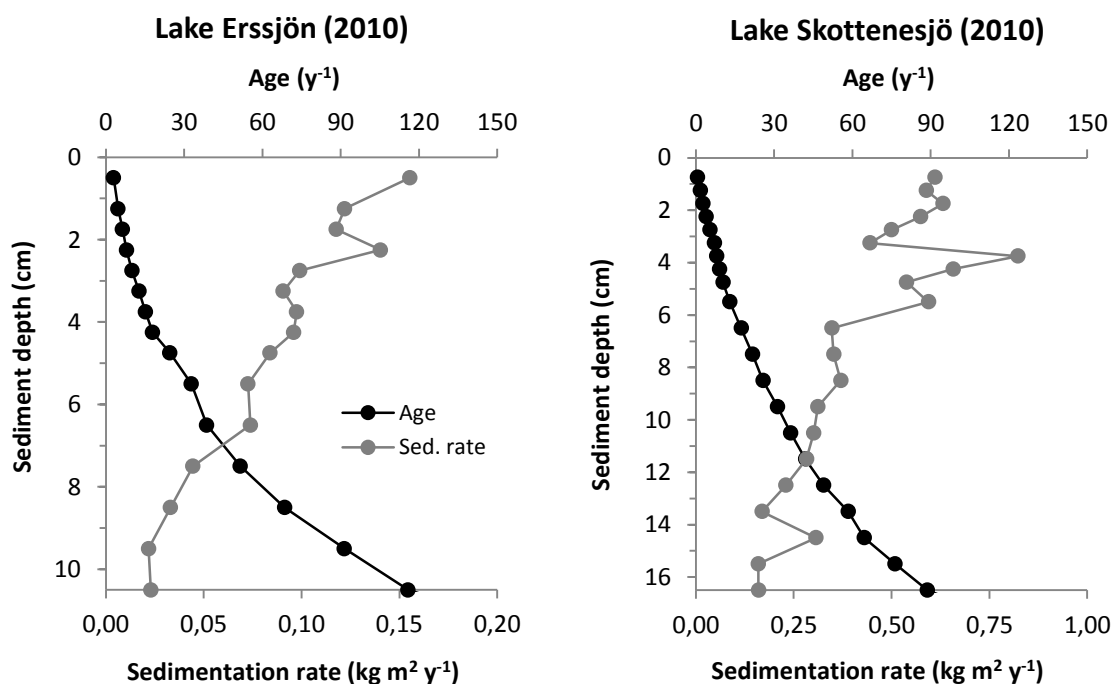 Lake Erssjön (2010)
Age (y⁻¹)
0 30 60 90 120 150
0
2
4
6
8
10
Sediment depth (cm)
Age
Sed. rate
0,00 0,05 0,10 0,15 0,20
Sedimentation rate (kg m² y⁻¹)
Lake Skottenesjö (2010)
Age (y⁻¹)
0 30 60 90 120 150
0
2
4
6
8
10
12
14
16
Sediment depth (cm)
0,00 0,25 0,50 0,75 1,00
Sedimentation rate (kg m² y⁻¹)